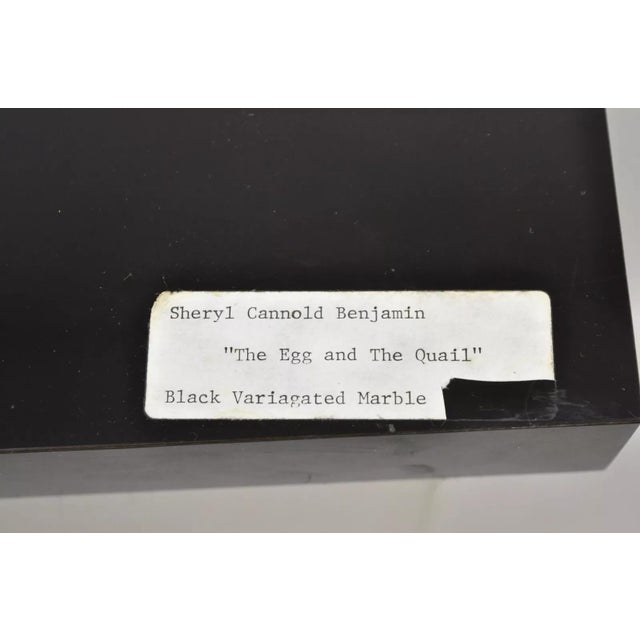 Sheryl Cannold Benjamin
"The Egg and The Quail"
Black Variagated Marble